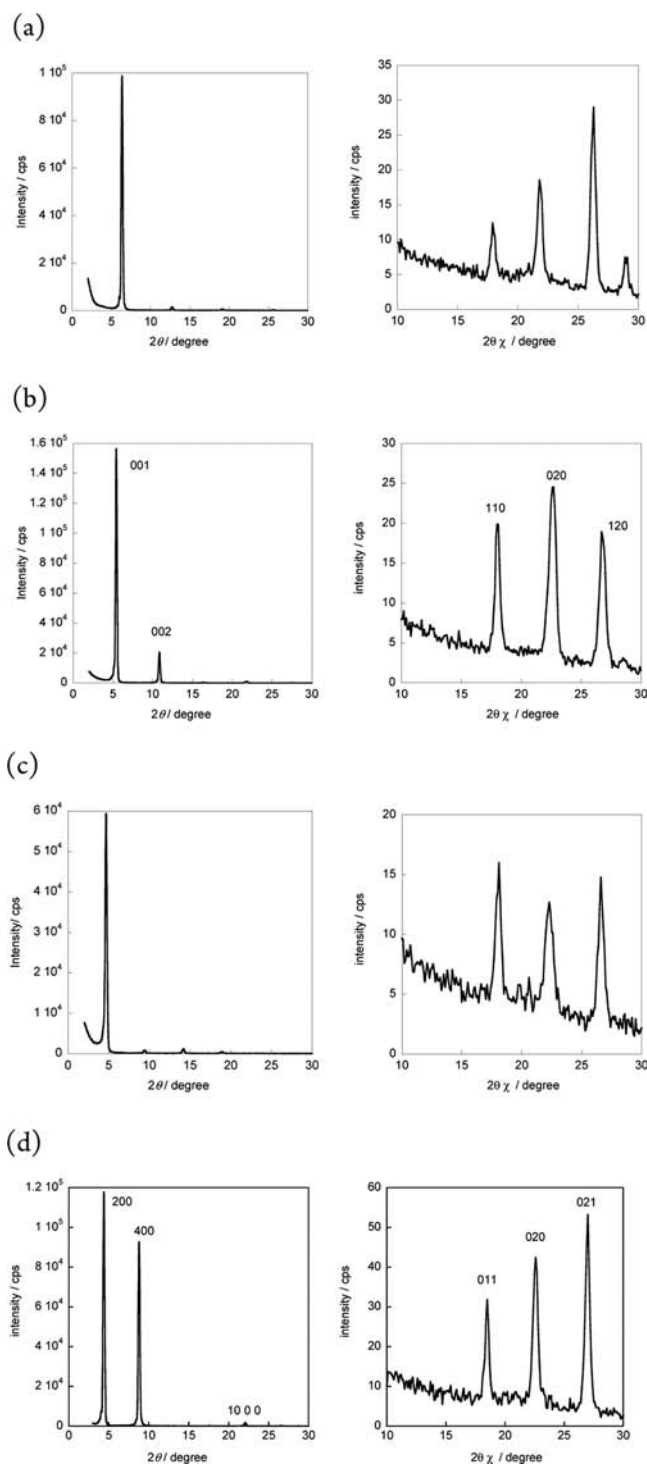 (a)
1 10⁵
8 10⁴
6 10⁴
4 10⁴
2 10⁴
0
0 5 10 15 20 25 30
Intensity / cps
2θ / degree
35
30
25
20
15
10
5
0
10 15 20 25 30
intensity / cps
2θ χ / degree
(b)
1.6 10⁵
1.4 10⁵
1.2 10⁵
1 10⁵
8 10⁴
6 10⁴
4 10⁴
2 10⁴
0
0 5 10 15 20 25 30
Intensity / cps
2θ / degree
001
002
30
25
20
15
10
5
0
10 15 20 25 30
intensity / cps
2θ χ / degree
110
020
120
(c)
6 10⁴
5 10⁴
4 10⁴
3 10⁴
2 10⁴
1 10⁴
0
0 5 10 15 20 25 30
Intensity/ cps
2θ / degree
20
15
10
5
0
10 15 20 25 30
intensity / cps
2θ χ / degree
(d)
1.2 10⁵
1 10⁵
8 10⁴
6 10⁴
4 10⁴
2 10⁴
0
0 5 10 15 20 25 30
intensity / cps
2θ / degree
200
400
10 0 0
60
50
40
30
20
10
0
10 15 20 25 30
intensity / cps
2θ χ / degree
011
020
021